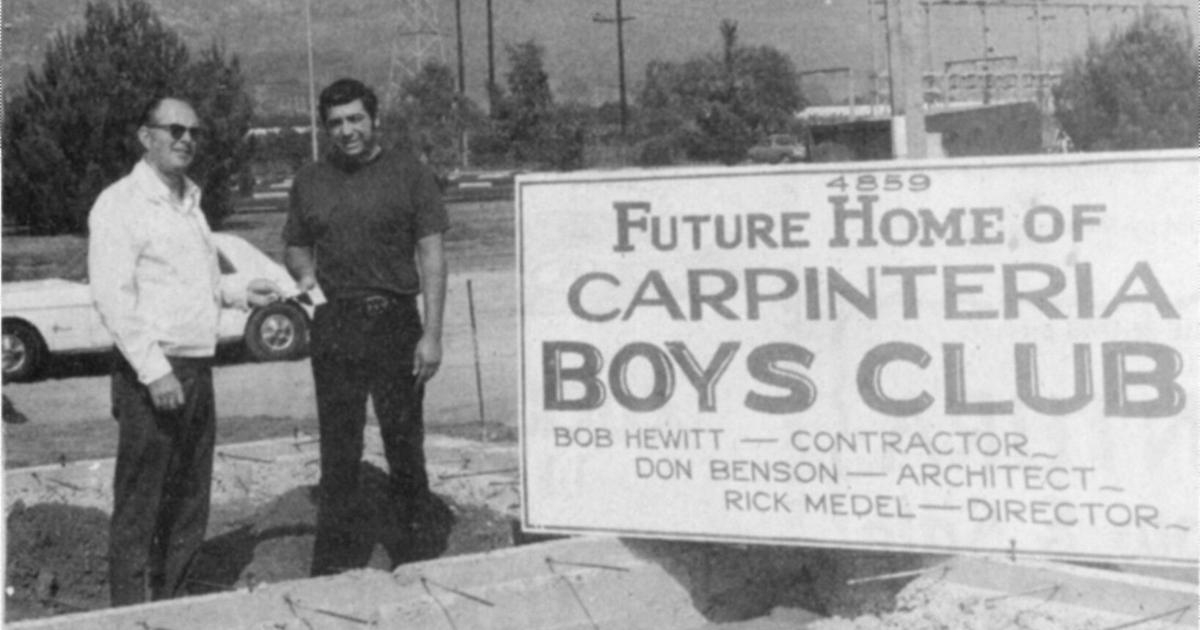 4859
FUTURE HOME OF
CARPINTERIA
BOYS CLUB
BOB HEWITT — CONTRACTOR
DON BENSON — ARCHITECT
RICK MEDEL — DIRECTOR